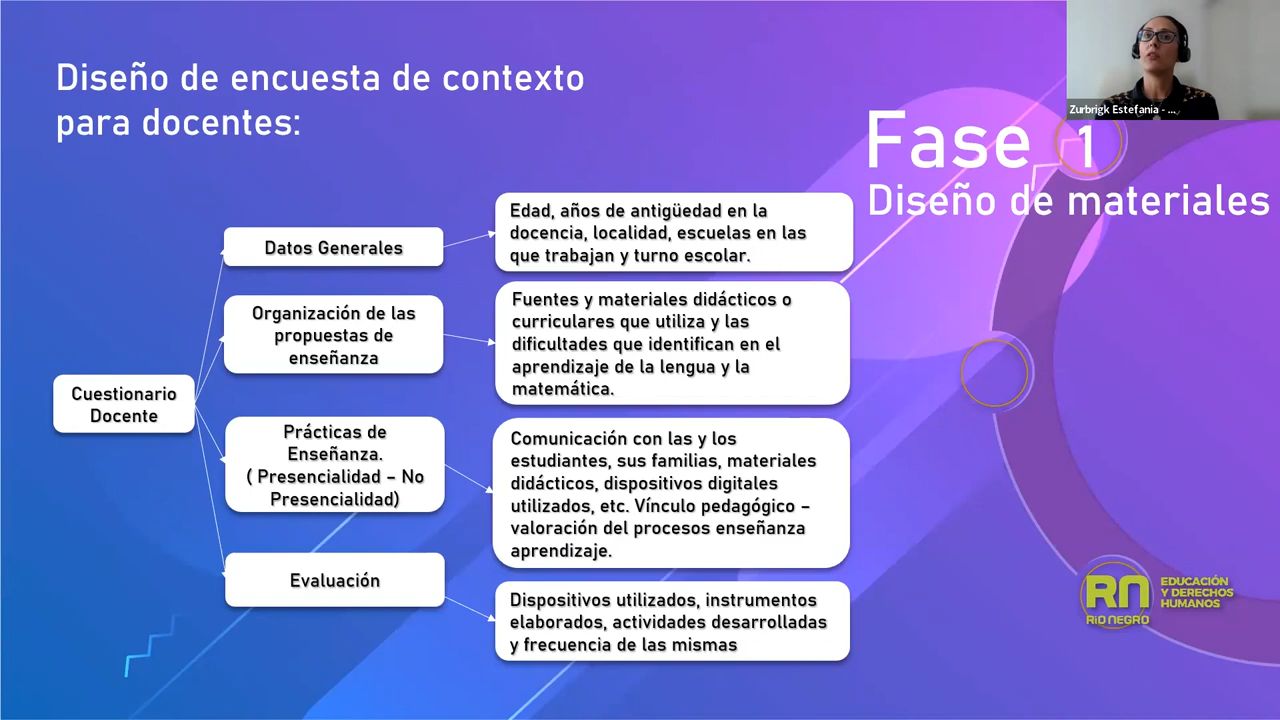 Diseño de encuesta de contexto
para docentes:
Zurbrigk Estefania - ...
Fase 1
Diseño de materiales
Cuestionario
Docente
Datos Generales
Edad, años de antigüedad en la
docencia, localidad, escuelas en las
que trabajan y turno escolar.
Organización de las
propuestas de
enseñanza
Fuentes y materiales didácticos o
curriculares que utiliza y las
dificultades que identifican en el
aprendizaje de la lengua y la
matemática.
Prácticas de
Enseñanza.
( Presencialidad – No
Presencialidad)
Comunicación con las y los
estudiantes, sus familias, materiales
didácticos, dispositivos digitales
utilizados, etc. Vínculo pedagógico –
valoración del procesos enseñanza
aprendizaje.
Evaluación
Dispositivos utilizados, instrumentos
elaborados, actividades desarrolladas
y frecuencia de las mismas
RN
RÍO NEGRO
EDUCACIÓN
Y DERECHOS
HUMANOS